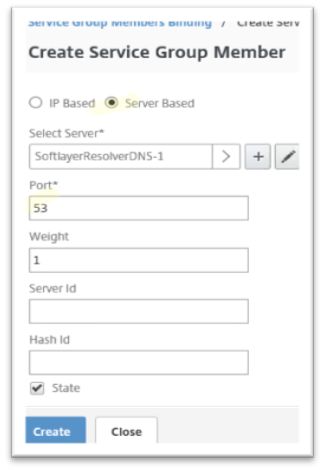 Service Group Members Binding / Create Serv
Create Service Group Member
IP Based Server Based
Select Server*
SoftlayerResolverDNS-1
Port*
53
Weight
1
Server Id
Hash Id
State
Create Close